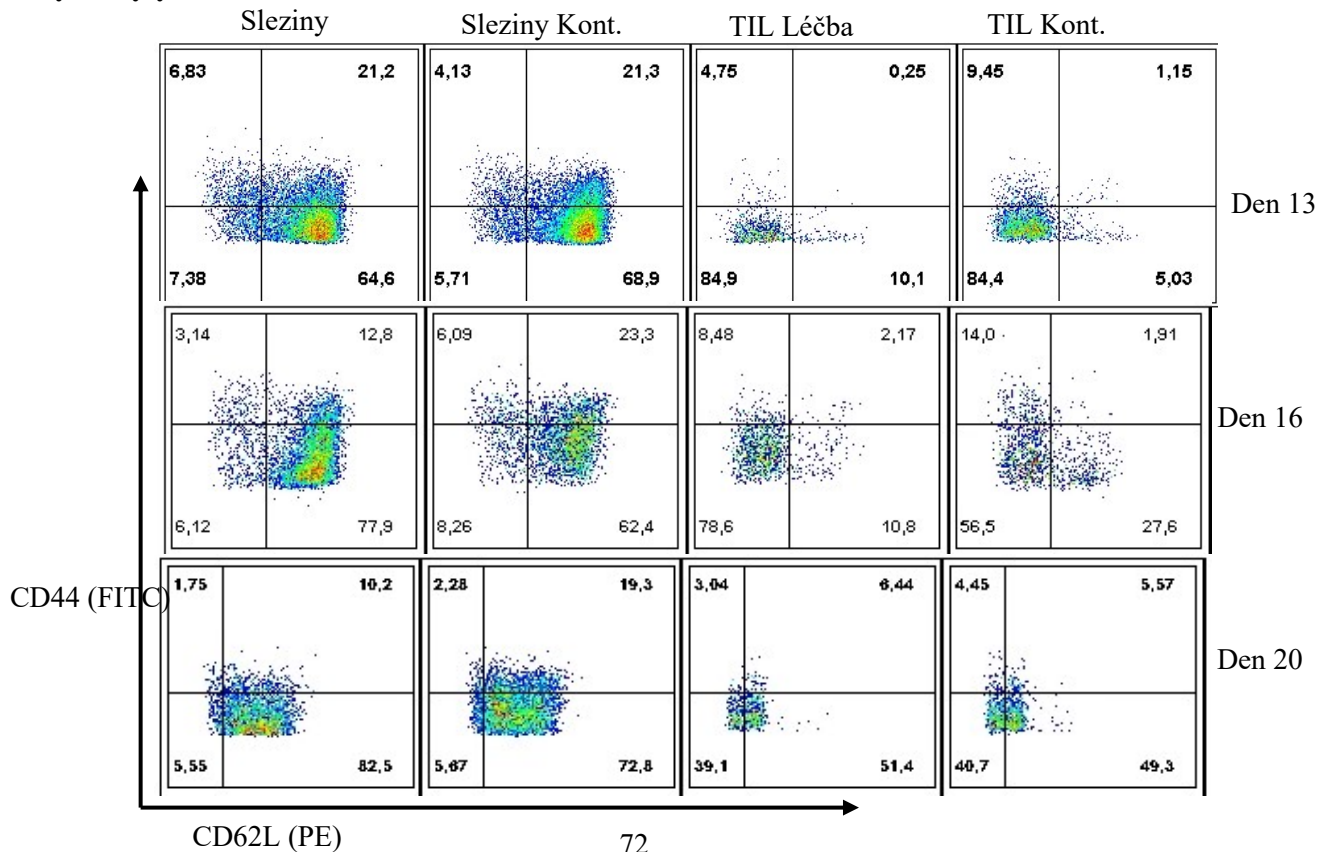 Sleziny Sleziny Kont. TIL Léčba TIL Kont.
6,83 21,2 4,13 21,3 4,75 0,25 9,45 1,15
Den 13
7,38 64,6 5,71 68,9 84,9 10,1 84,4 5,03
3,14 12,8 6,09 23,3 8,48 2,17 14,0 1,91
Den 16
6,12 77,9 8,26 62,4 78,6 10,8 56,5 27,6
1,75 10,2 2,28 19,3 3,04 6,44 4,45 5,57
CD44 (FITC)
Den 20
5,55 82,5 5,67 72,8 39,1 51,4 40,7 49,3
CD62L (PE) 72